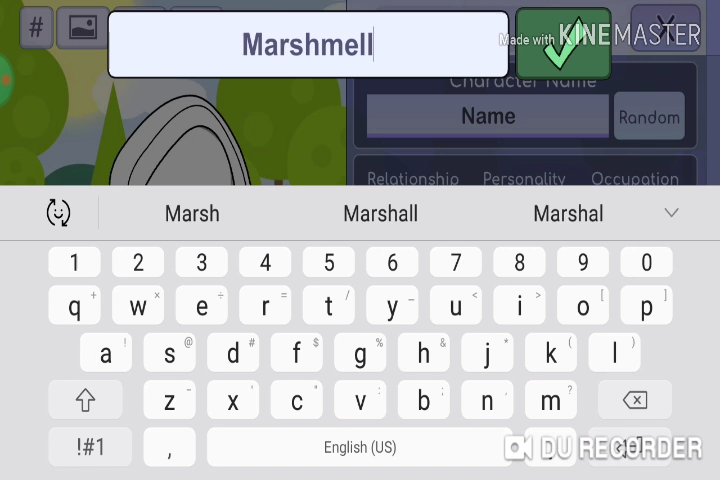 #
Marshmell
Made with KINEMASTER
Character Name
Name
Random
Relationship Personality Occupation
Marsh Marshall Marshal
1 2 3 4 5 6 7 8 9 0
q + w × e ÷ r = t / y _ u < i > o [ p ]
a ! s @ d # f $ g % h & j * k ( l )
z - x ' c " v : b ; n , m ?
!#1 , English (US)
DU RECORDER